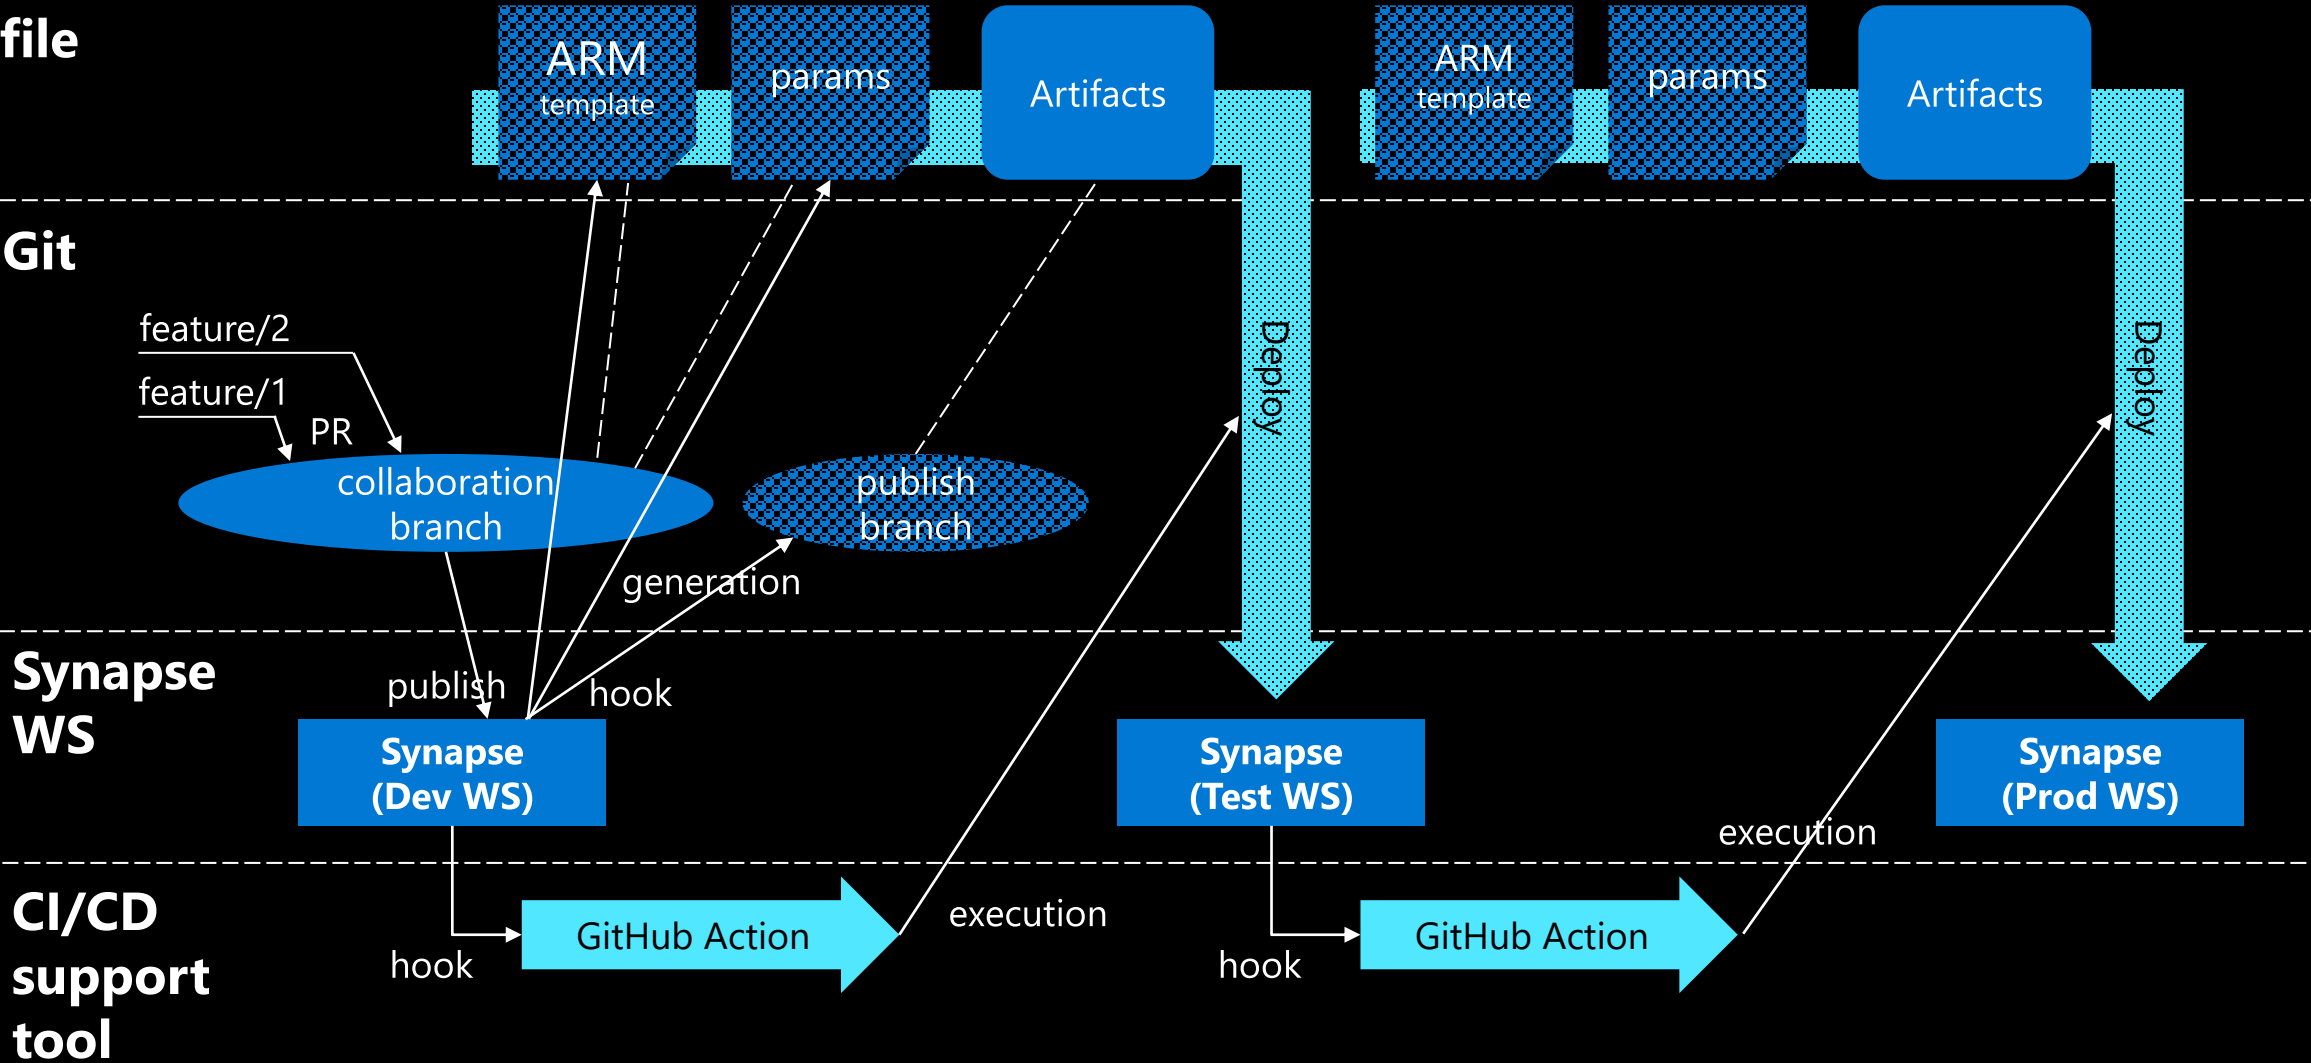 file
ARM
template
params
Artifacts
ARM
template
params
Artifacts
Git
feature/2
feature/1
PR
collaboration
branch
publish
branch
generation
Deploy
Deploy
Synapse
WS
publish
hook
Synapse
(Dev WS)
Synapse
(Test WS)
Synapse
(Prod WS)
execution
CI/CD
support
tool
hook
GitHub Action
execution
hook
GitHub Action